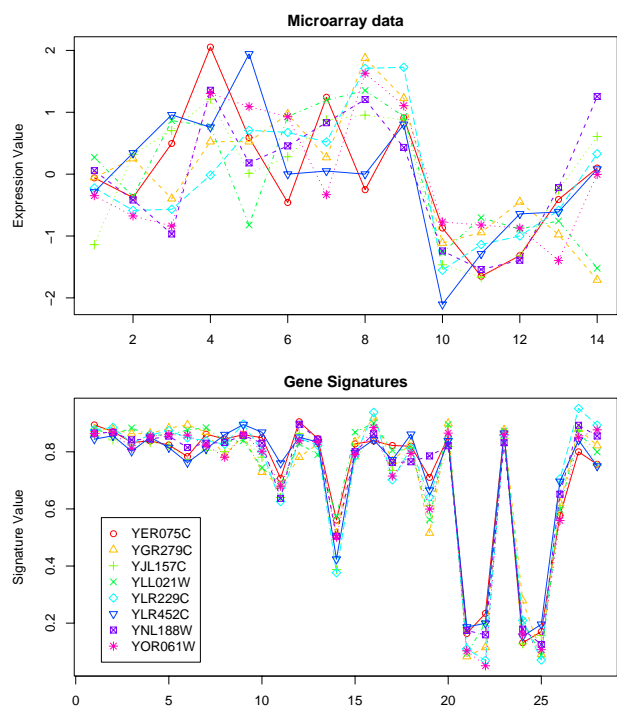 Microarray data
Expression Value
2
1
0
−1
−2
2 4 6 8 10 12 14
Gene Signatures
Signature Value
0.8
0.6
0.4
0.2
YER075C
YGR279C
YJL157C
YLL021W
YLR229C
YLR452C
YNL188W
YOR061W
0 5 10 15 20 25